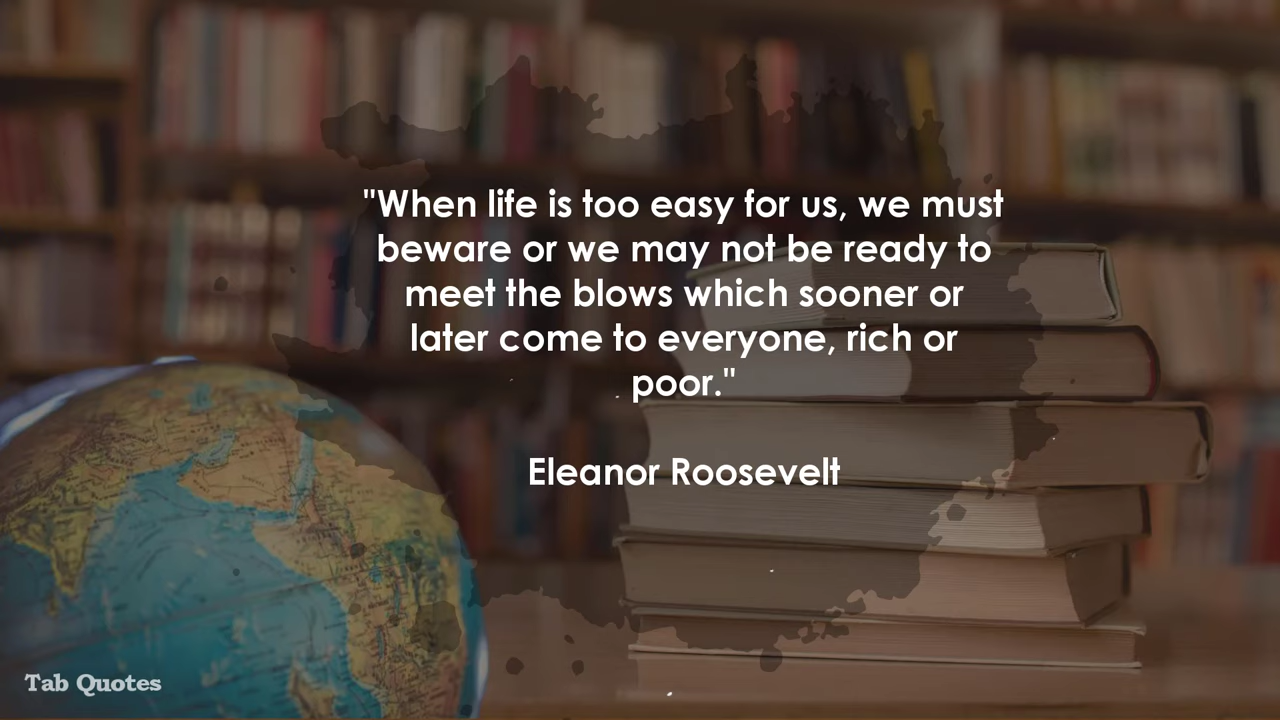 "When life is too easy for us, we must
beware or we may not be ready to
meet the blows which sooner or
later come to everyone, rich or
poor."
Eleanor Roosevelt
Tab Quotes